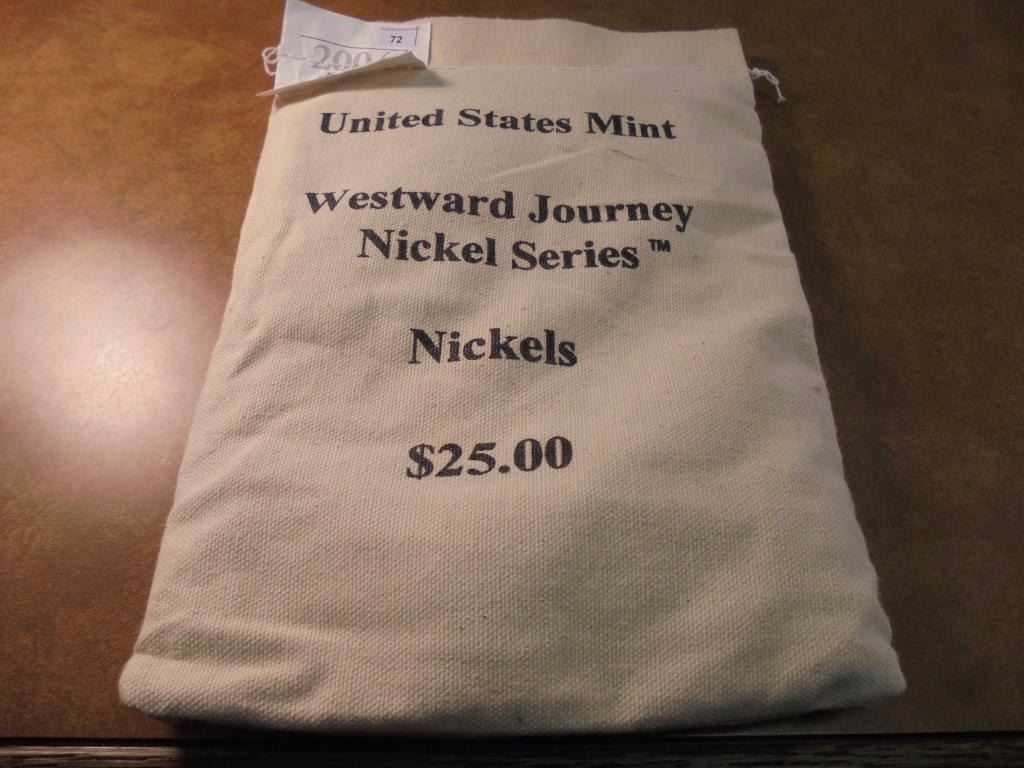 72
United States Mint
Westward Journey
Nickel Series™
Nickels
$25.00